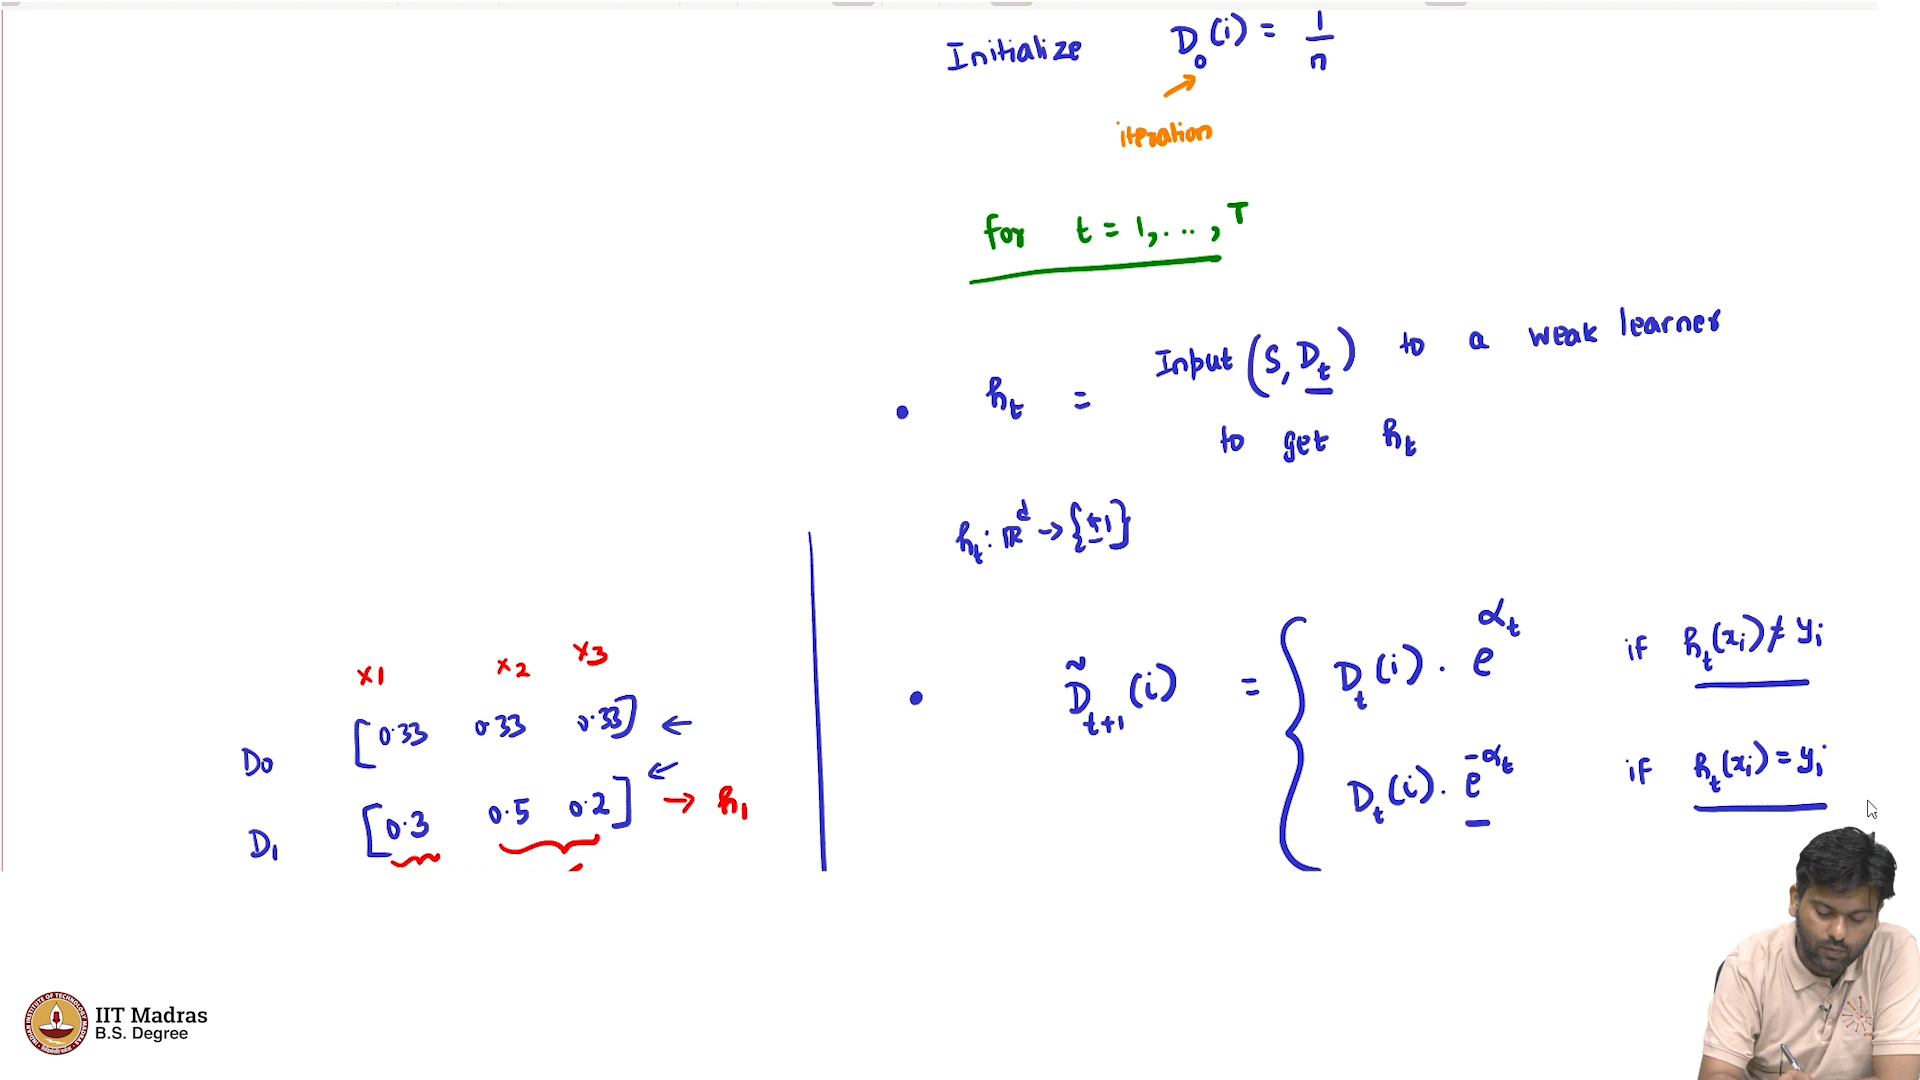 Initialize D₀(i) = 1/n
iteration
for t = 1, ..., T
• hₜ = Input (S, Dₜ) to a weak learner
to get hₜ
hₜ : ℝᵈ → {±1}
• D̃ₜ₊₁(i) = { Dₜ(i) . e^αₜ if hₜ(xᵢ) ≠ yᵢ
Dₜ(i) . e^-αₜ if hₜ(xᵢ) = yᵢ
x1 x2 x3
D0 [0.33 0.33 0.33] ←
←
D₁ [0.3 0.5 0.2] → h₁
IIT Madras
B.S. Degree